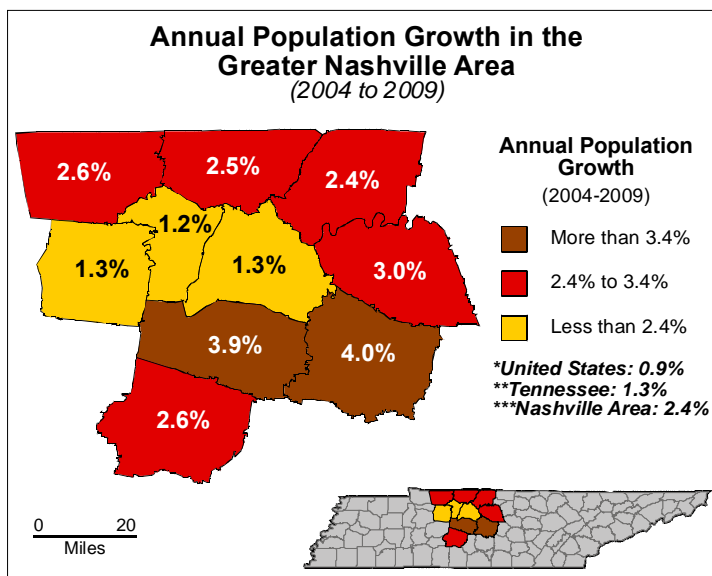 Annual Population Growth in the
Greater Nashville Area
(2004 to 2009)
2.6%
2.5%
2.4%
1.2%
1.3%
1.3%
3.0%
3.9%
4.0%
2.6%
Annual Population
Growth
(2004-2009)
More than 3.4%
2.4% to 3.4%
Less than 2.4%
*United States: 0.9%
**Tennessee: 1.3%
***Nashville Area: 2.4%
0 20
Miles